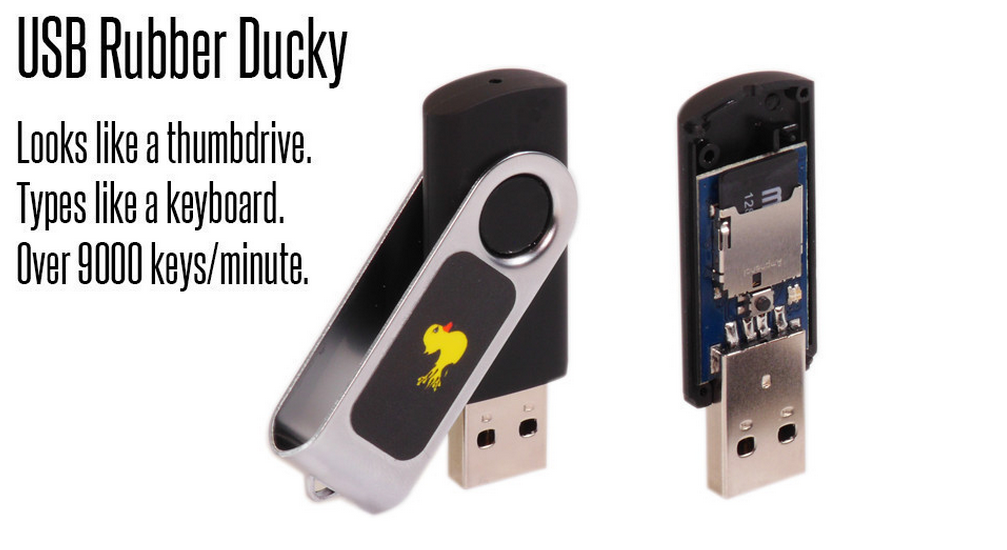 USB Rubber Ducky
Looks like a thumbdrive.
Types like a keyboard.
Over 9000 keys/minute.